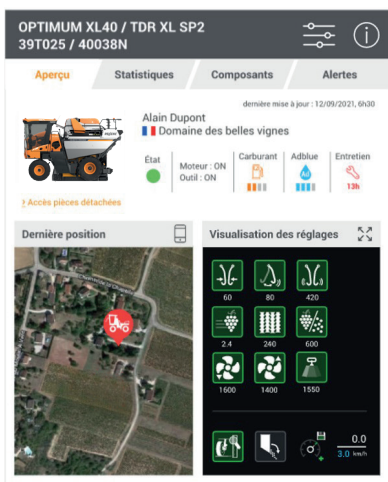 OPTIMUM XL40 / TDR XL SP2
39T025 / 40038N
Aperçu
Statistiques
Composants
Alertes
dernière mise à jour : 12/09/2021, 6h30
Alain Dupont
Domaine des belles vignes
État
Moteur : ON
Outil : ON
Carburant
Adblue
Entretien
Ad
13h
> Accès pièces détachées
Dernière position
Visualisation des réglages
60
80
420
2.4
240
600
1600
1400
1550
0.0
3.0 km/h